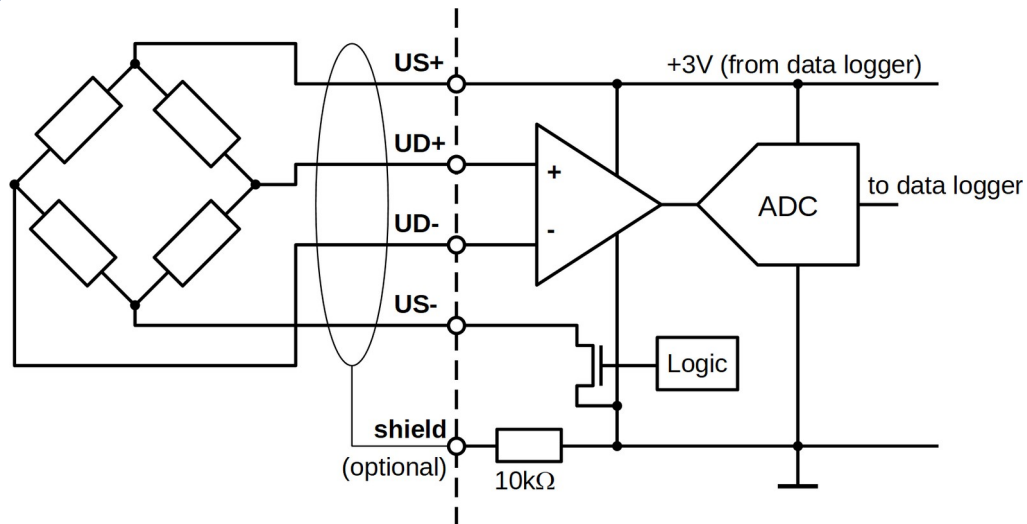 US+
+3V (from data logger)
UD+
+
ADC
to data logger
UD-
-
US-
Logic
shield
(optional)
10kΩ